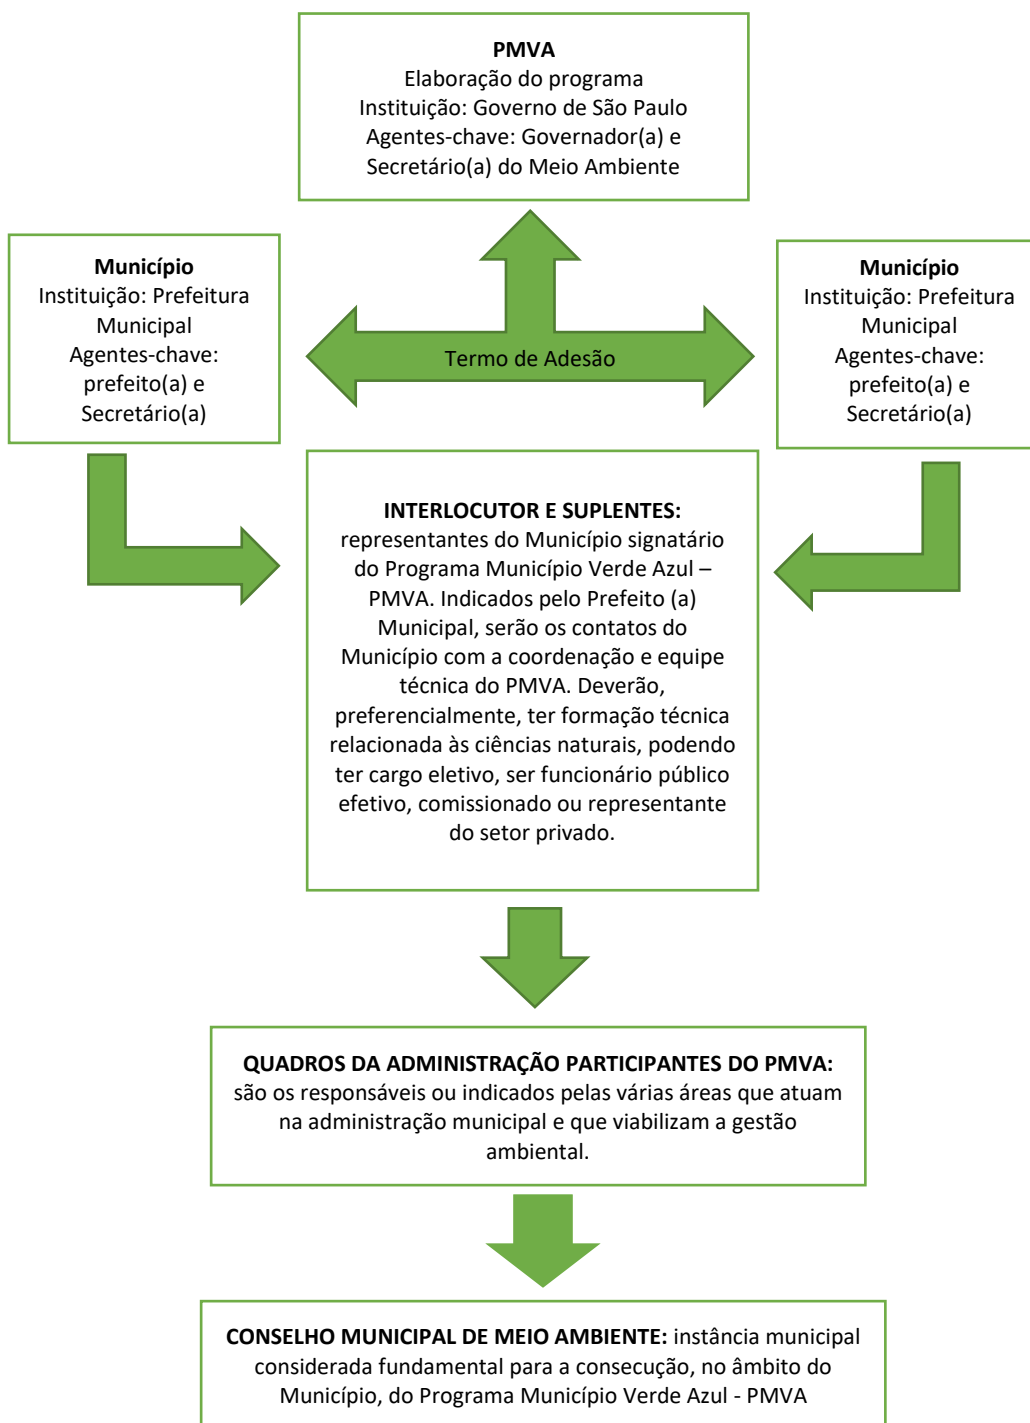 PMVA
Elaboração do programa
Instituição: Governo de São Paulo
Agentes-chave: Governador(a) e
Secretário(a) do Meio Ambiente
Município
Instituição: Prefeitura
Municipal
Agentes-chave:
prefeito(a) e
Secretário(a)
Termo de Adesão
Município
Instituição: Prefeitura
Municipal
Agentes-chave:
prefeito(a) e
Secretário(a)
INTERLOCUTOR E SUPLENTES:
representantes do Município signatário
do Programa Município Verde Azul –
PMVA. Indicados pelo Prefeito (a)
Municipal, serão os contatos do
Município com a coordenação e equipe
técnica do PMVA. Deverão,
preferencialmente, ter formação técnica
relacionada às ciências naturais, podendo
ter cargo eletivo, ser funcionário público
efetivo, comissionado ou representante
do setor privado.
QUADROS DA ADMINISTRAÇÃO PARTICIPANTES DO PMVA:
são os responsáveis ou indicados pelas várias áreas que atuam
na administração municipal e que viabilizam a gestão
ambiental.
CONSELHO MUNICIPAL DE MEIO AMBIENTE: instância municipal
considerada fundamental para a consecução, no âmbito do
Município, do Programa Município Verde Azul - PMVA